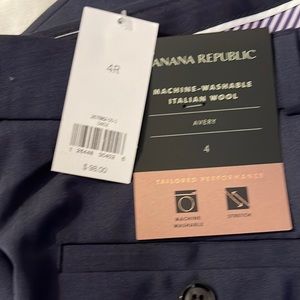 4R
$ 98.00
ANANA REPUBLIC
MACHINE-WASHABLE
ITALIAN WOOL
AVERY
4
TAILORED PERFORMANCE
MACHINE
WASHABLE
STRETCH